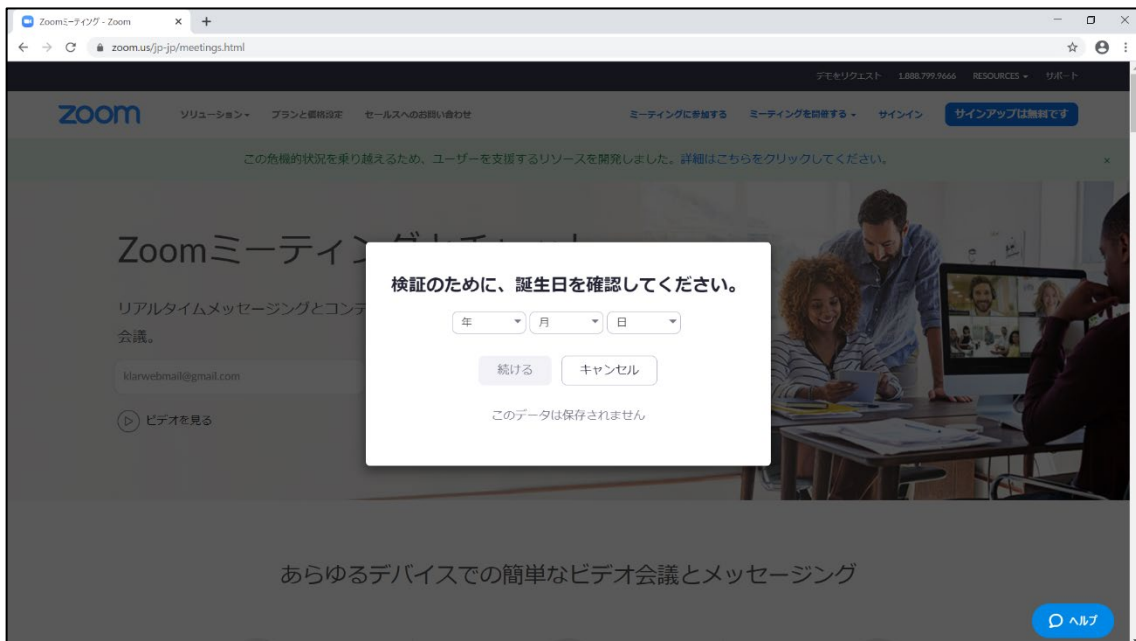 Zoomミーティング - Zoom
zoom.us/jp-jp/meetings.html
デモをリクエスト 1.888.799.9666 RESOURCES サポート
zoom ソリューション プランと価格設定 セールスへのお問い合わせ ミーティングに参加する ミーティングを開催する サインイン サインアップは無料です
この危機的状況を乗り越えるため、ユーザーを支援するリソースを開発しました。詳細はこちらをクリックしてください。
Zoomミーティング
リアルタイムメッセージングとコンテ
会議。
klarwebmail@gmail.com
ビデオを見る
検証のために、誕生日を確認してください。
年 月 日
続ける キャンセル
このデータは保存されません
あらゆるデバイスでの簡単なビデオ会議とメッセージング
ヘルプ